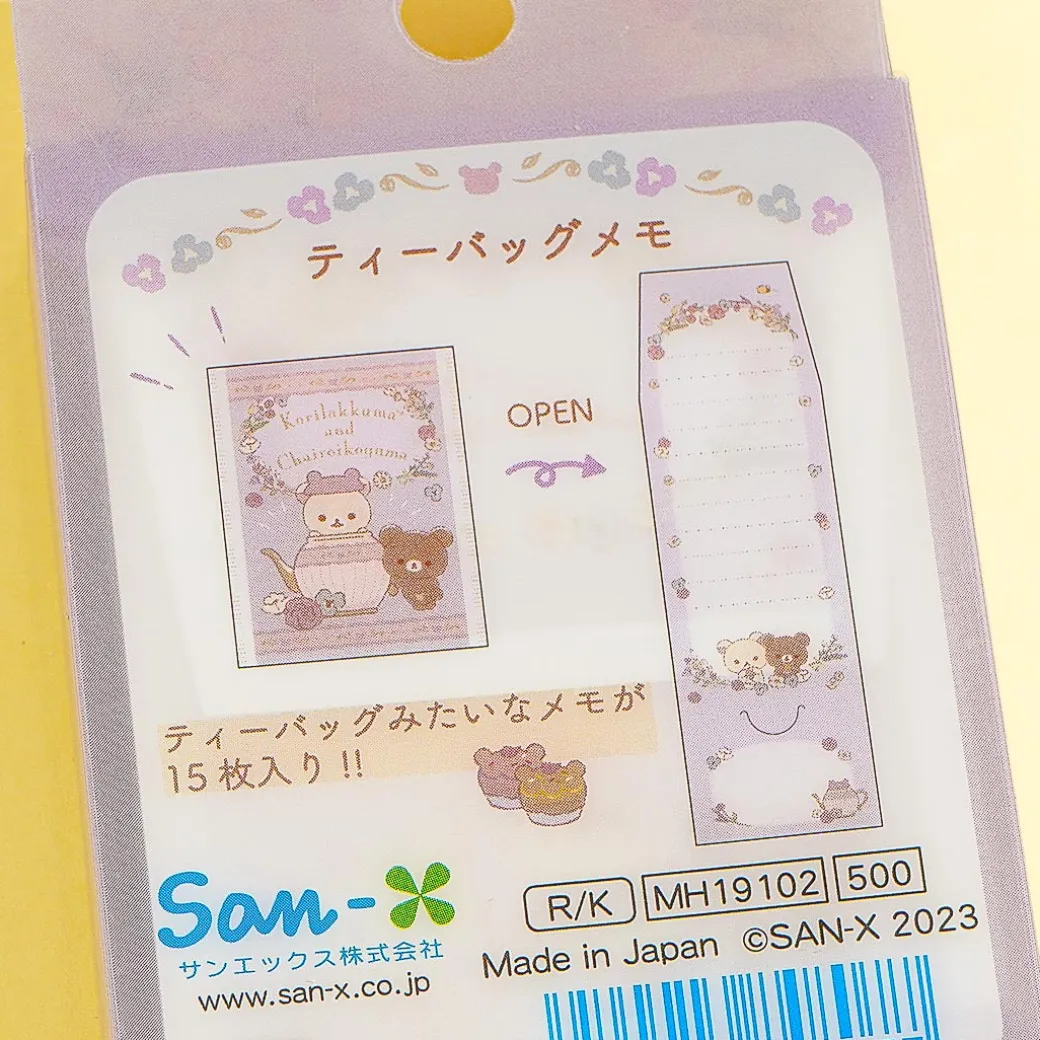 ティーバッグメモ
Korilakkuma™
and
Chairoikoguma
OPEN
ティーバッグみたいなメモが
15枚入り!!
San-X
サンエックス株式会社
www.san-x.co.jp
R/K MH19102 500
Made in Japan ©SAN-X 2023